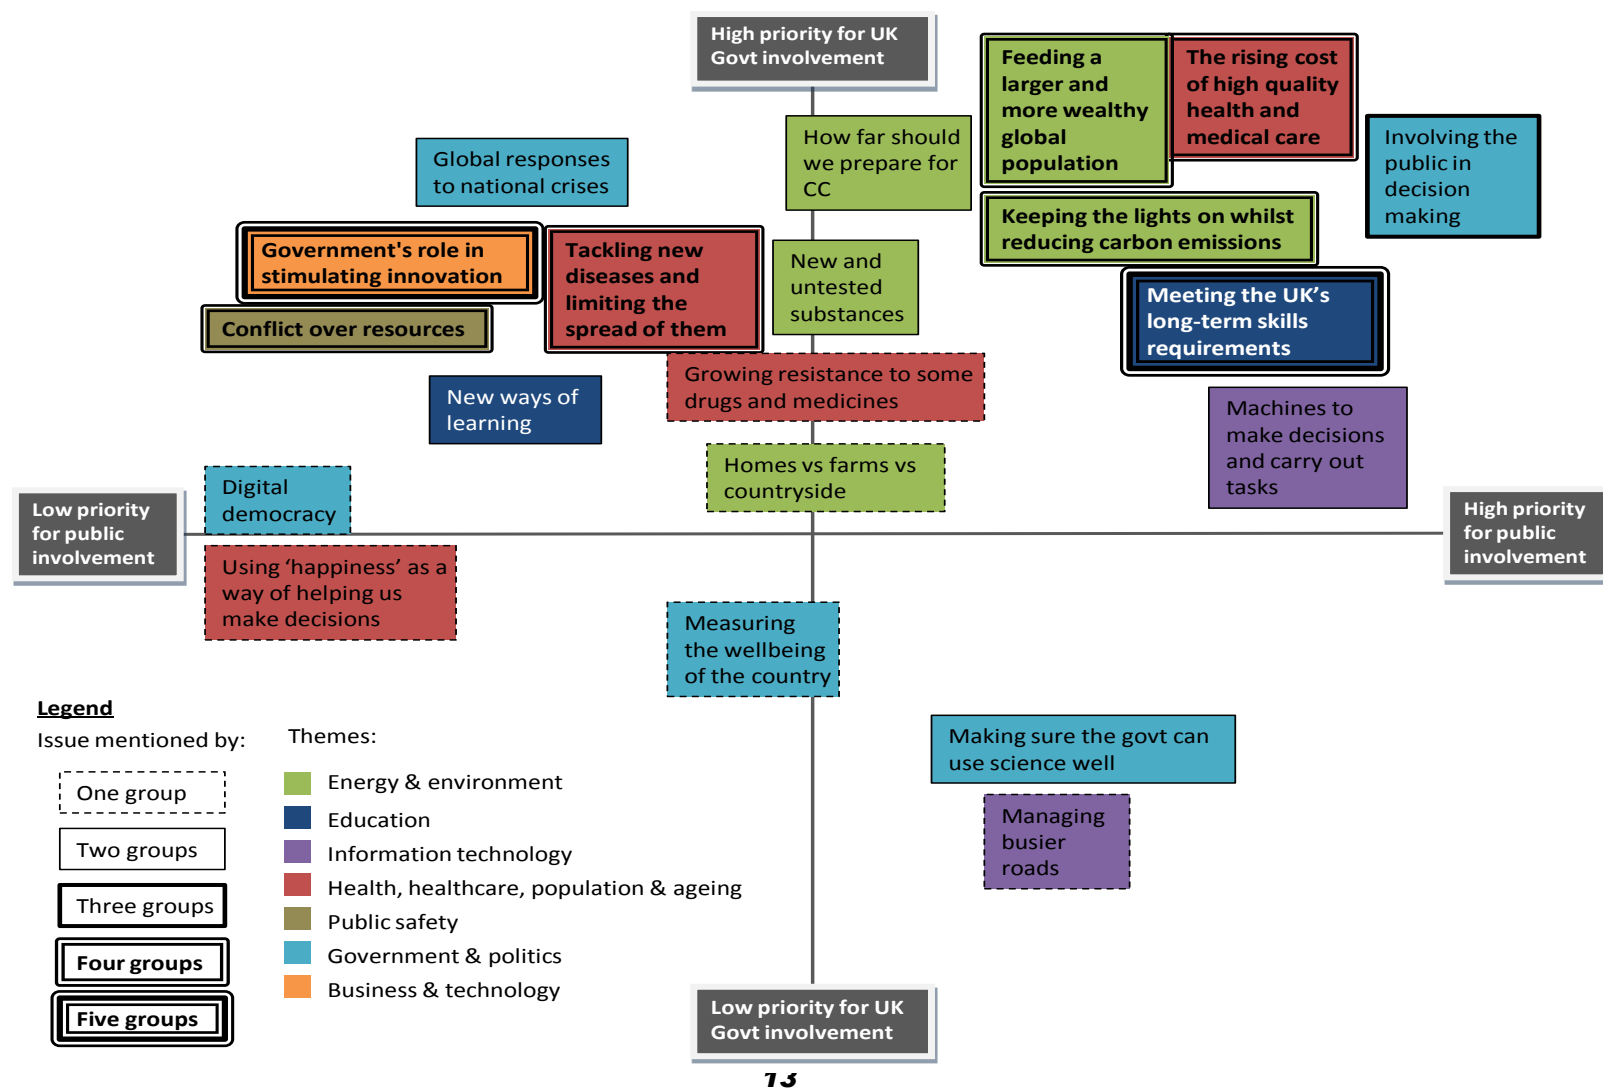 High priority for UK
Govt involvement
Feeding a
larger and
more wealthy
global
population
The rising cost
of high quality
health and
medical care
Involving the
public in
decision
making
How far should
we prepare for
CC
Global responses
to national crises
Keeping the lights on whilst
reducing carbon emissions
Government's role in
stimulating innovation
Tackling new
diseases and
limiting the
spread of them
New and
untested
substances
Meeting the UK’s
long-term skills
requirements
Conflict over resources
Growing resistance to some
drugs and medicines
New ways of
learning
Machines to
make decisions
and carry out
tasks
Homes vs farms vs
countryside
Digital
democracy
Low priority
for public
involvement
High priority
for public
involvement
Using ‘happiness’ as a
way of helping us
make decisions
Measuring
the wellbeing
of the country
Making sure the govt can
use science well
Managing
busier
roads
Legend
Issue mentioned by:
One group
Two groups
Three groups
Four groups
Five groups
Themes:
Energy & environment
Education
Information technology
Health, healthcare, population & ageing
Public safety
Government & politics
Business & technology
Low priority for UK
Govt involvement
13